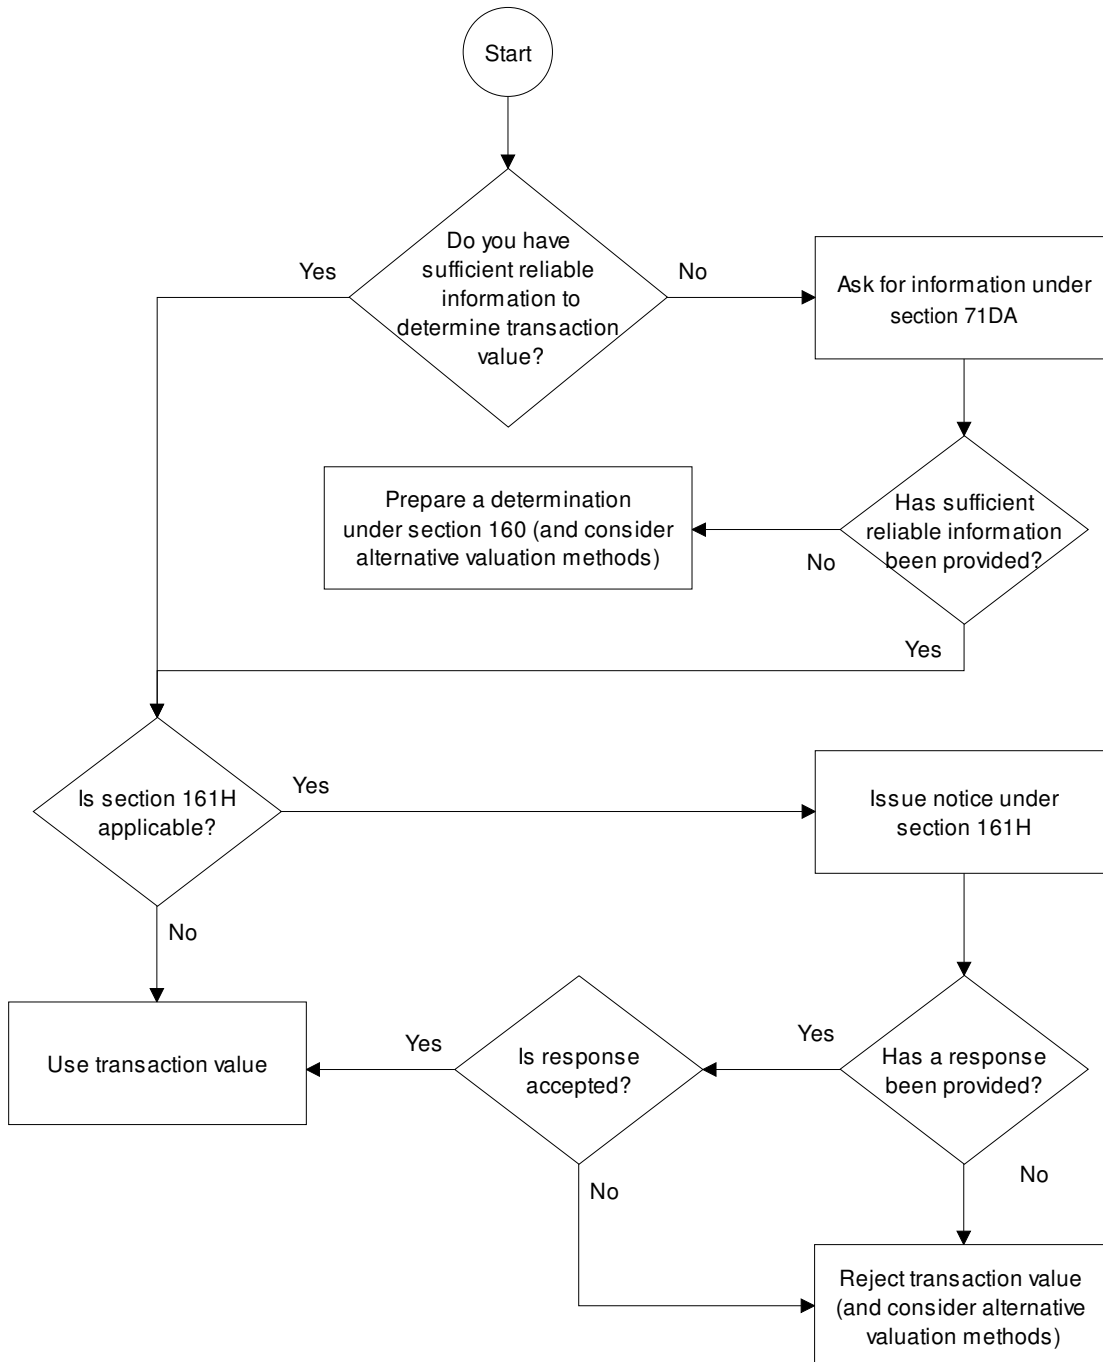 Start
Do you have
sufficient reliable
information to
determine transaction
value?
Yes
No
Ask for information under
section 71DA
Prepare a determination
under section 160 (and consider
alternative valuation methods)
Has sufficient
reliable information
been provided?
No
Yes
Is section 161H
applicable?
Yes
Issue notice under
section 161H
No
Use transaction value
Yes
Is response
accepted?
Yes
Has a response
been provided?
No
No
Reject transaction value
(and consider alternative
valuation methods)